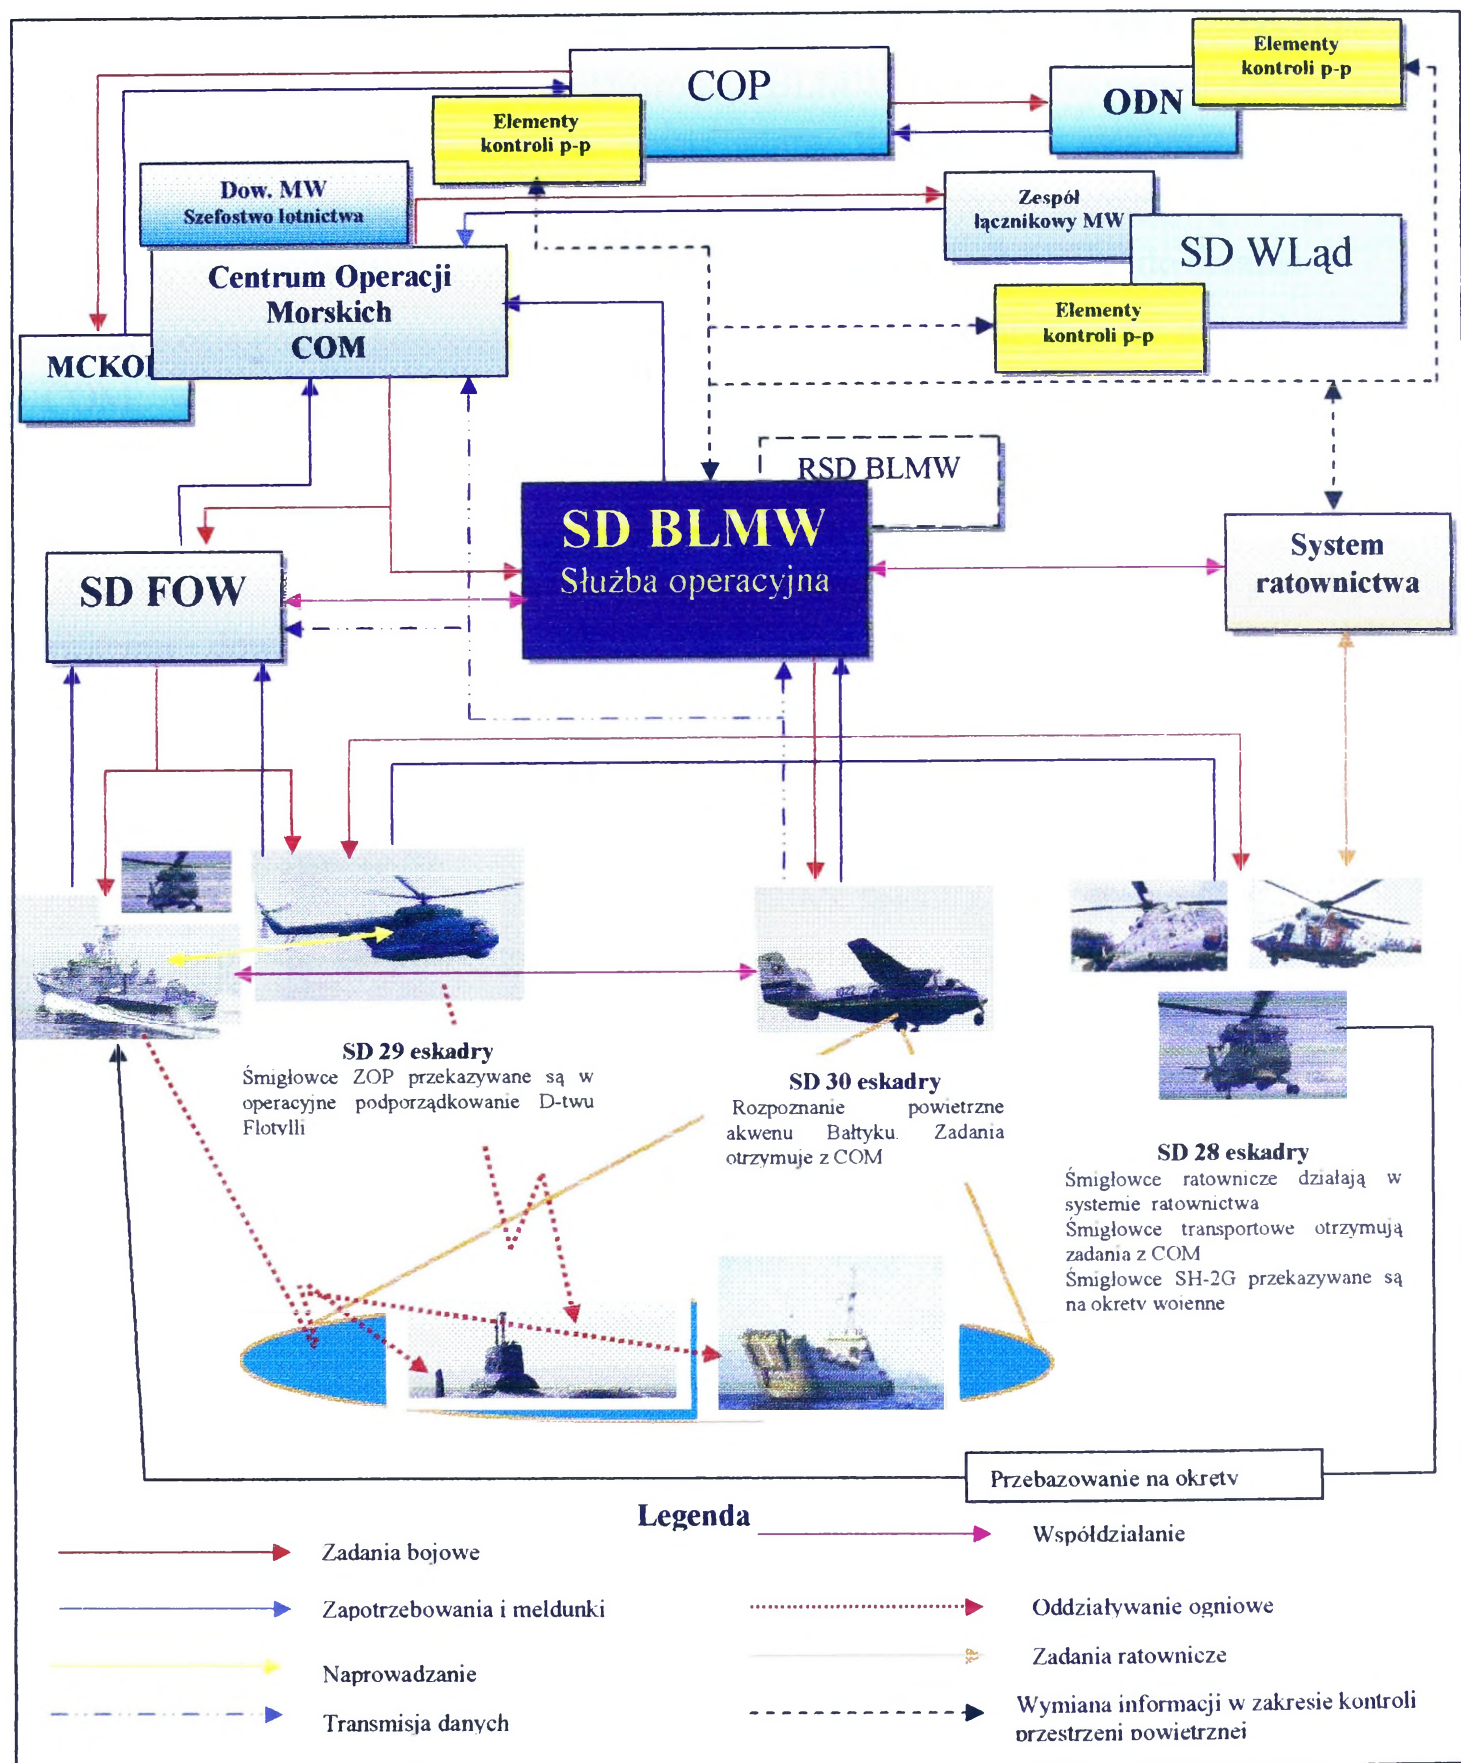 COP
Elementy
kontroli p-p
ODN
Elementy
kontroli p-p
Dow. MW
Szefostwo lotnictwa
Zespół
łącznikowy MW
SD WLąd
Centrum Operacji
Morskich
COM
Elementy
kontroli p-p
RSD BLMW
SD BLMW
Służba operacyjna
System
ratownictwa
SD FOW
SD 29 eskadry
Śmigłowce ZOP przekazywane są w
operacyjne podporządkowanie D-twu
Flotylli
SD 30 eskadry
Rozpoznanie powietrzne
akwenu Bałtyku. Zadania
otrzymuje z COM
SD 28 eskadry
Śmigłowce ratownicze działają w
systemie ratownictwa
Śmigłowce transportowe otrzymują
zadania z COM
Śmigłowce SH-2G przekazywane są
na okręty wojenne
Przebazowanie na okręty
Legenda
Zadania bojowe
Współdziałanie
Zapotrzebowania i meldunki
Oddziaływanie ogniowe
Naprowadzanie
Zadania ratownicze
Transmisja danych
Wymiana informacji w zakresie kontroli
przestrzeni powietrznej